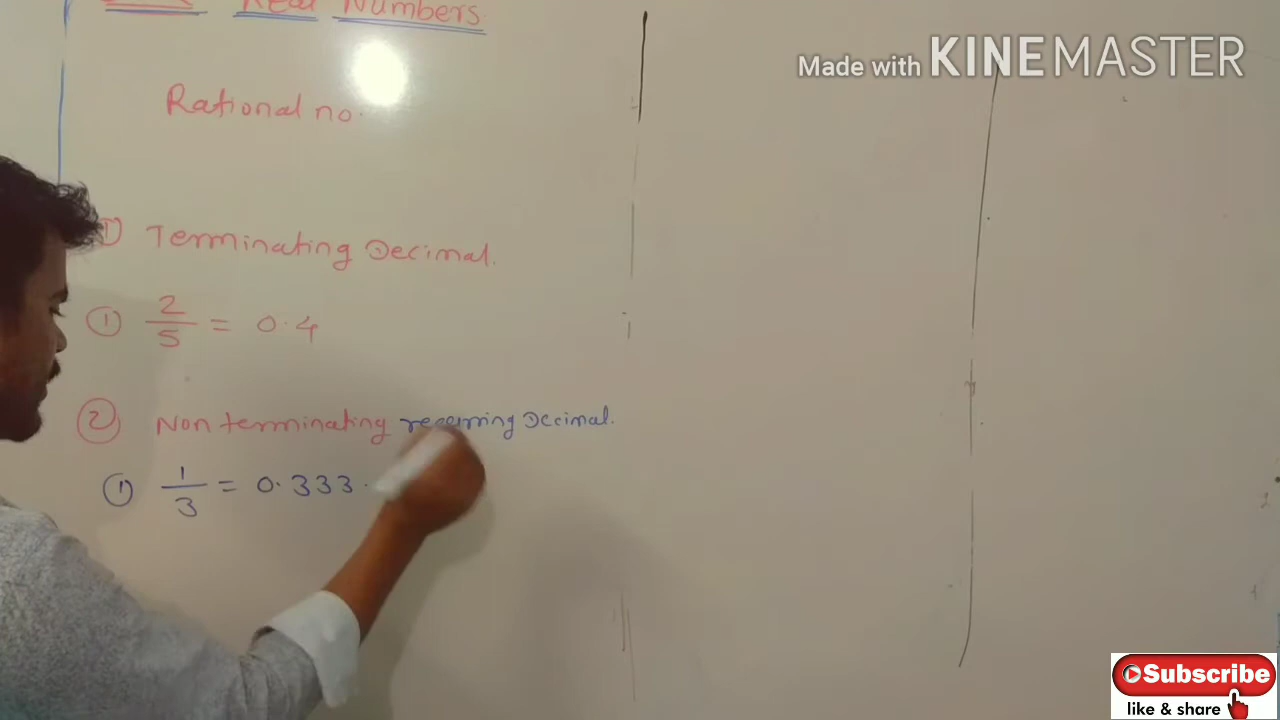 Real Numbers
Made with KINEMASTER
Rational no.
1) Terminating Decimal.
① 2/5 = 0.4
② Non terminating recurring Decimal.
① 1/3 = 0.333.
Subscribe
like & share